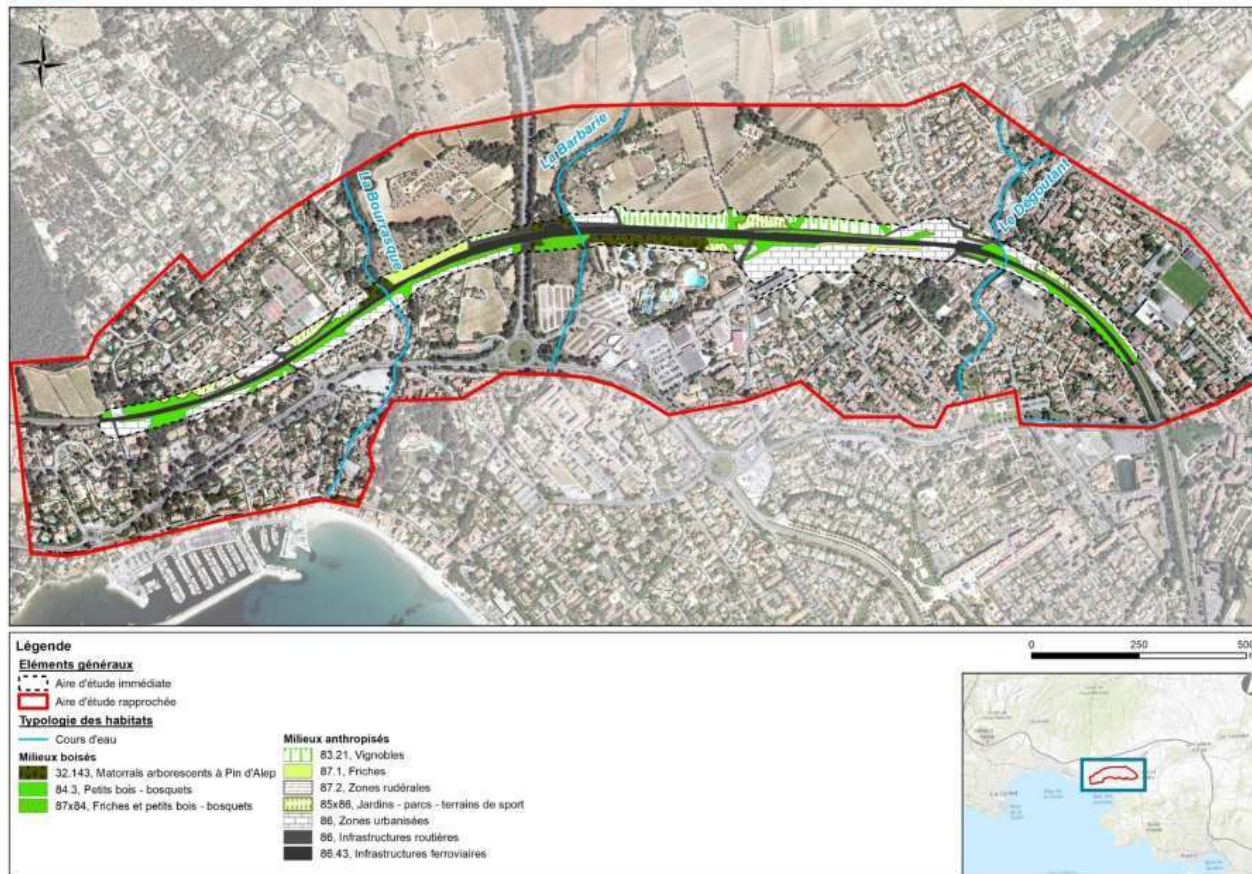 La Bouresque
La Barbarie
Le Dégoutant
Légende
Eléments généraux
Aire d'étude immédiate
Aire d'étude rapprochée
Typologie des habitats
Cours d'eau
Milieux boisés
32.143, Matorrals arborescents à Pin d'Alep
84.3, Petits bois - bosquets
87x84, Friches et petits bois - bosquets
Milieux anthropisés
83.21, Vignobles
87.1, Friches
87.2, Zones rudérales
85x86, Jardins - parcs - terrains de sport
86, Zones urbanisées
86, Infrastructures routières
86.43, Infrastructures ferroviaires
0 250 500